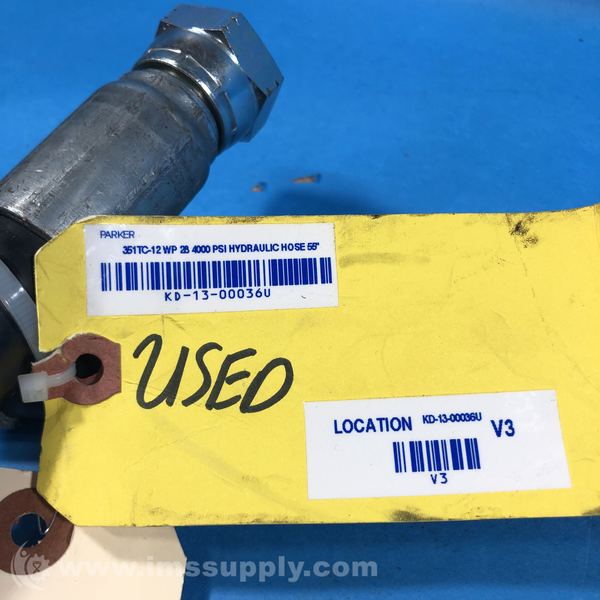 PARKER
351TC-12 WP 28 4000 PSI HYDRAULIC HOSE 55"
KD-13-00036U
USED
LOCATION KD-13-00036U V3
V3
www.imssupply.com